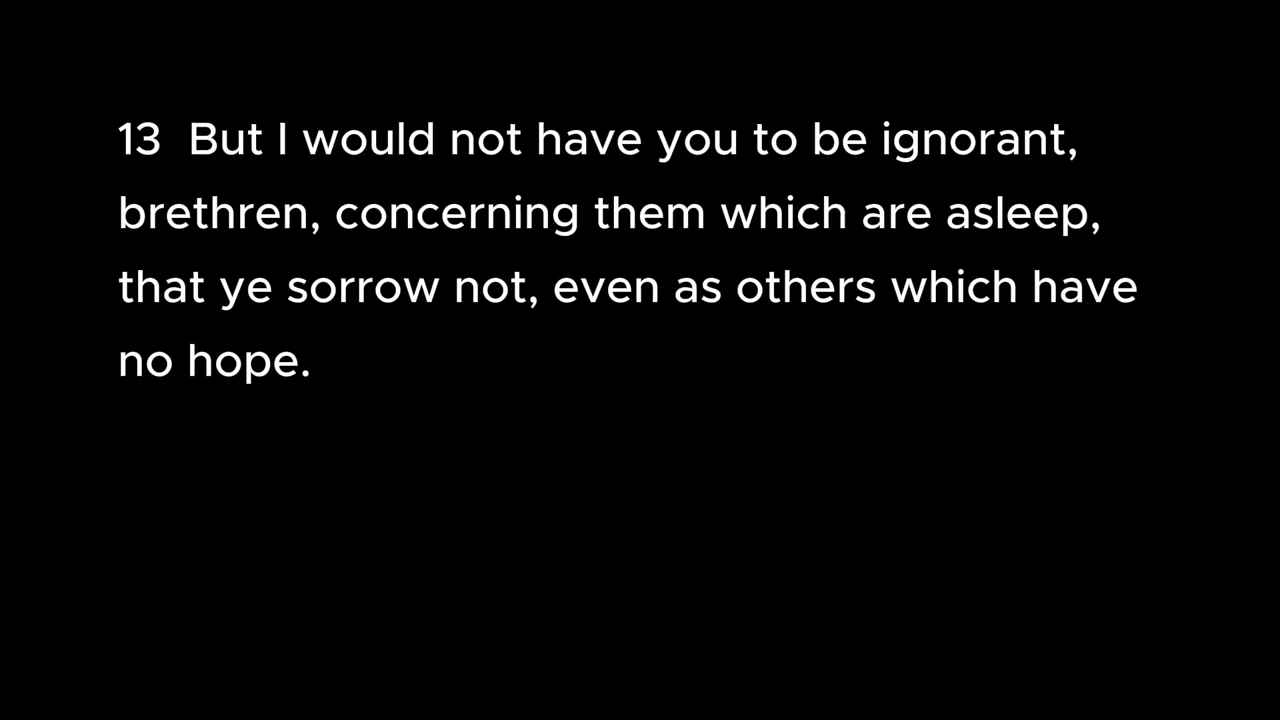 13 But I would not have you to be ignorant,
brethren, concerning them which are asleep,
that ye sorrow not, even as others which have
no hope.